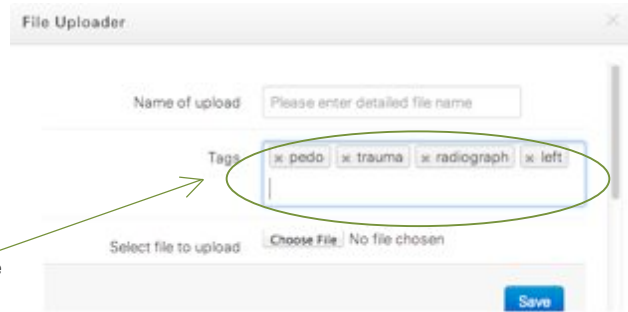 File Uploader ×
Name of upload Please enter detailed file name
Tags × pedo × trauma × radiograph × left
Select file to upload Choose File No file chosen
Save